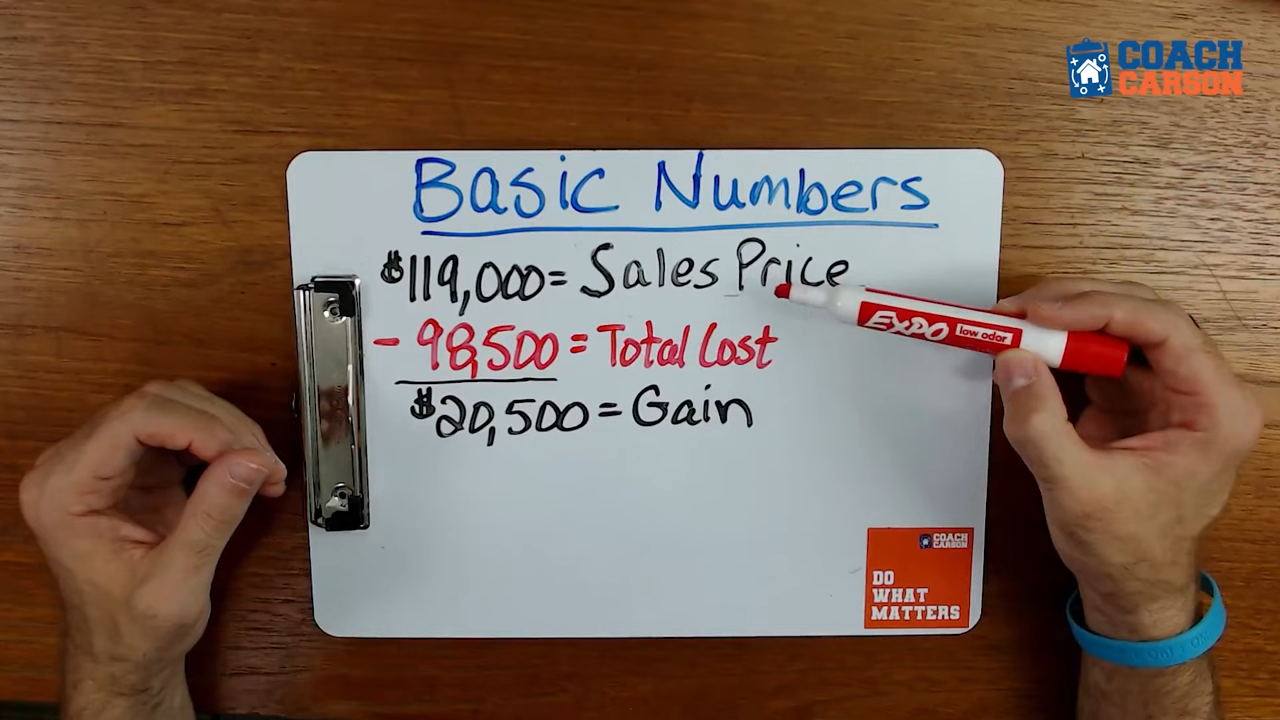 COACH
CARSON
Basic Numbers
$119,000 = Sales Price
- 98,500 = Total Cost
$20,500 = Gain
EXPO low odor
COACH
CARSON
DO
WHAT
MATTERS